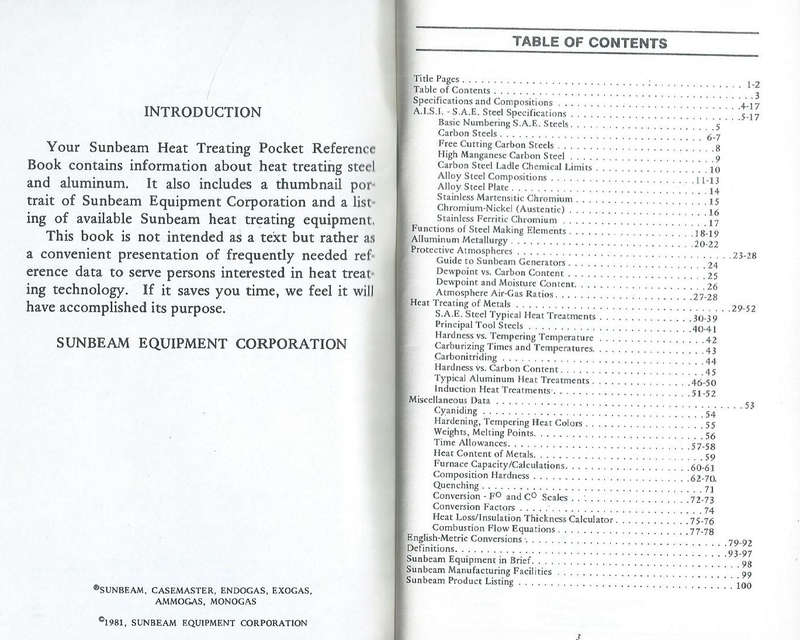 INTRODUCTION
Your Sunbeam Heat Treating Pocket Reference
Book contains information about heat treating steel
and aluminum. It also includes a thumbnail por-
trait of Sunbeam Equipment Corporation and a list-
ing of available Sunbeam heat treating equipment.
This book is not intended as a text but rather as
a convenient presentation of frequently needed ref-
erence data to serve persons interested in heat treat-
ing technology. If it saves you time, we feel it will
have accomplished its purpose.
SUNBEAM EQUIPMENT CORPORATION
®SUNBEAM, CASEMASTER, ENDOGAS, EXOGAS,
AMMOGAS, MONOGAS
©1981, SUNBEAM EQUIPMENT CORPORATION
TABLE OF CONTENTS
Title Pages . . . . . 1-2
Table of Contents . . . . . 3
Specifications and Compositions . . . . . 4-17
A.I.S.I. - S.A.E. Steel Specifications . . . . . 5-17
Basic Numbering S.A.E. Steels . . . . . 5
Carbon Steels . . . . . 6-7
Free Cutting Carbon Steels . . . . . 8
High Manganese Carbon Steel . . . . . 9
Carbon Steel Ladle Chemical Limits . . . . . 10
Alloy Steel Compositions . . . . . 11-13
Alloy Steel Plate . . . . . 14
Stainless Martensitic Chromium . . . . . 15
Chromium-Nickel (Austentic) . . . . . 16
Stainless Ferritic Chromium . . . . . 17
Functions of Steel Making Elements . . . . . 18-19
Alluminum Metallurgy . . . . . 20-22
Protective Atmospheres . . . . . 23-28
Guide to Sunbeam Generators . . . . . 24
Dewpoint vs. Carbon Content . . . . . 25
Dewpoint and Moisture Content. . . . . . 26
Atmosphere Air-Gas Ratios . . . . . 27-28
Heat Treating of Metals . . . . . 29-52
S.A.E. Steel Typical Heat Treatments . . . . . 30-39
Principal Tool Steels . . . . . 40-41
Hardness vs. Tempering Temperature . . . . . 42
Carburizing Times and Temperatures. . . . . . 43
Carbonitriding . . . . . 44
Hardness vs. Carbon Content . . . . . 45
Typical Aluminum Heat Treatments . . . . . 46-50
Induction Heat Treatments . . . . . 51-52
Miscellaneous Data . . . . . 53
Cyaniding . . . . . 54
Hardening, Tempering Heat Colors . . . . . 55
Weights, Melting Points. . . . . . 56
Time Allowances. . . . . . 57-58
Heat Content of Metals. . . . . . 59
Furnace Capacity/Calculations. . . . . . 60-61
Composition Hardness . . . . . 62-70.
Quenching . . . . . 71
Conversion - F° and C° Scales . . . . . 72-73
Conversion Factors . . . . . 74
Heat Loss/Insulation Thickness Calculator . . . . . 75-76
Combustion Flow Equations . . . . . 77-78
English-Metric Conversions . . . . . 79-92
Definitions. . . . . . 93-97
Sunbeam Equipment in Brief. . . . . . 98
Sunbeam Manufacturing Facilities . . . . . 99
Sunbeam Product Listing . . . . . 100
3